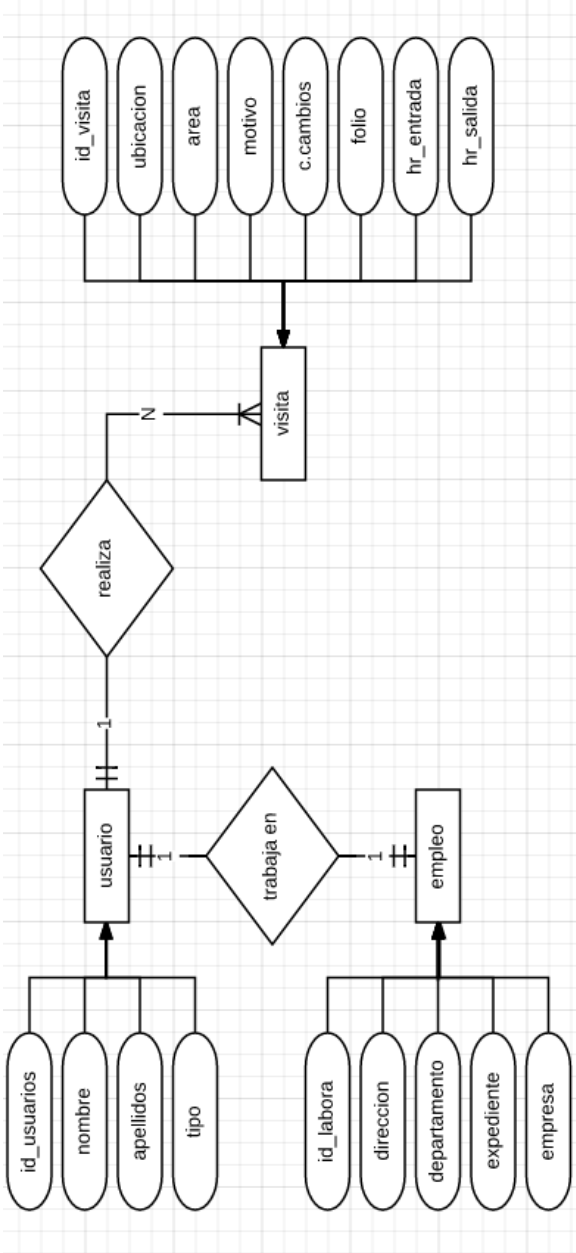 id_usuarios
nombre
apellidos
tipo
usuario
1
realiza
N
visita
id_visita
ubicacion
area
motivo
c.cambios
folio
hr_entrada
hr_salida
1
trabaja en
1
empleo
id_labora
direccion
departamento
expediente
empresa